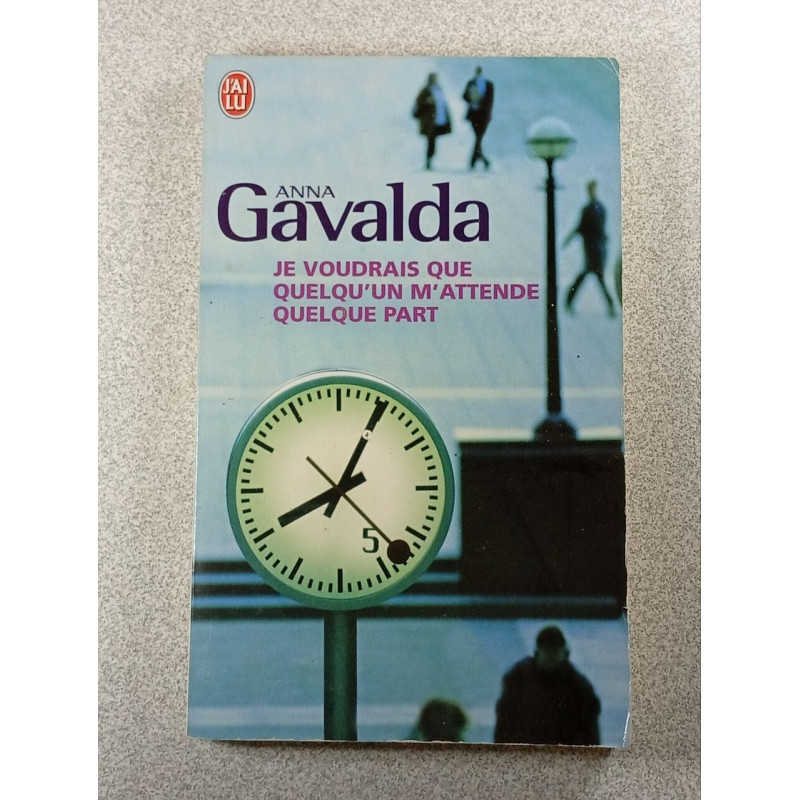 J'AI
LU
ANNA
Gavalda
JE VOUDRAIS QUE
QUELQU'UN M'ATTENDE
QUELQUE PART
5